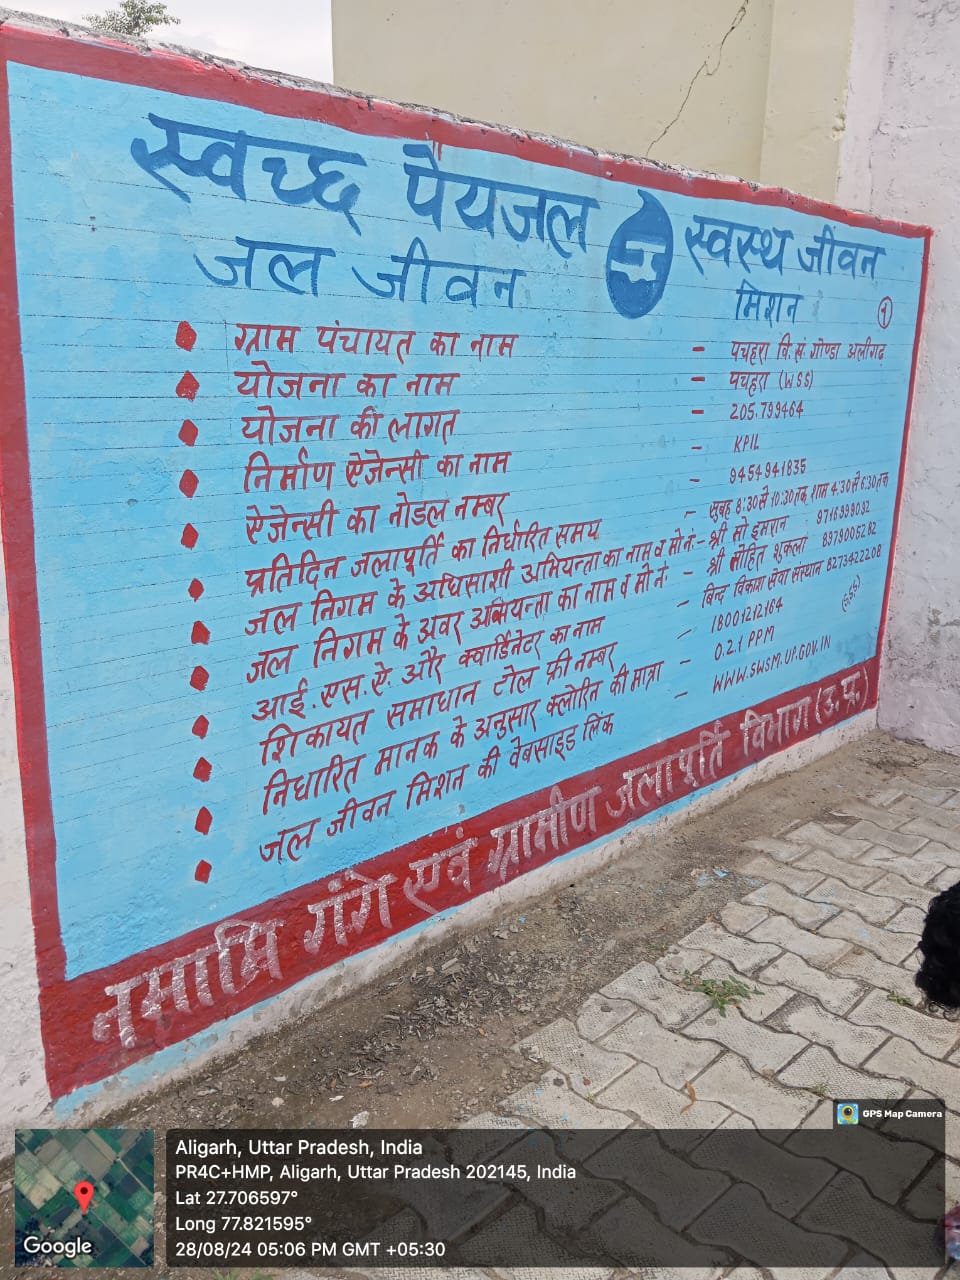 स्वच्छ पेयजल स्वस्थ जीवन
जल जीवन मिशन
१
ग्राम पंचायत का नाम - पचहरा वि.सं. गोण्डा अलीगढ़
योजना का नाम - पचहरा (W.S.S)
योजना की लागत - 205.799464
निर्माण ऐजेन्सी का नाम - KPIL
ऐजेन्सी का नोडल नम्बर - 9454941835
प्रतिदिन जलापूर्ति का निर्धारित समय - सुबह 8:30 से 10:30 तक शाम 4:30 से 6:30 तक
जल निगम के अधिसाशी अभियन्ता का नाम व मो.नं:- श्री मो इमरान
जल निगम के अवर अभियन्ता का नाम व मो.नं: - श्री मोहित शुकला 8979005282
आई.एस.ऐ. और क्वार्डिनेटर का नाम - विकाश सेवा संस्थान 8273422208
शिकायत समाधान टोल फ्री नम्बर - 18001212164
निधारित मानक के अनुसार क्लोरिन की मात्रा - 0.2.1 PPM
जल जीवन मिशन की वेबसाइड लिंक - WWW.SWSM.UP.GOV.IN
नमामि गंगे एवं ग्रामीण जलापूर्ति विभाग (उ.प्र.)
GPS Map Camera
Aligarh, Uttar Pradesh, India
PR4C+HMP, Aligarh, Uttar Pradesh 202145, India
Lat 27.706597°
Long 77.821595°
28/08/24 05:06 PM GMT +05:30
Google